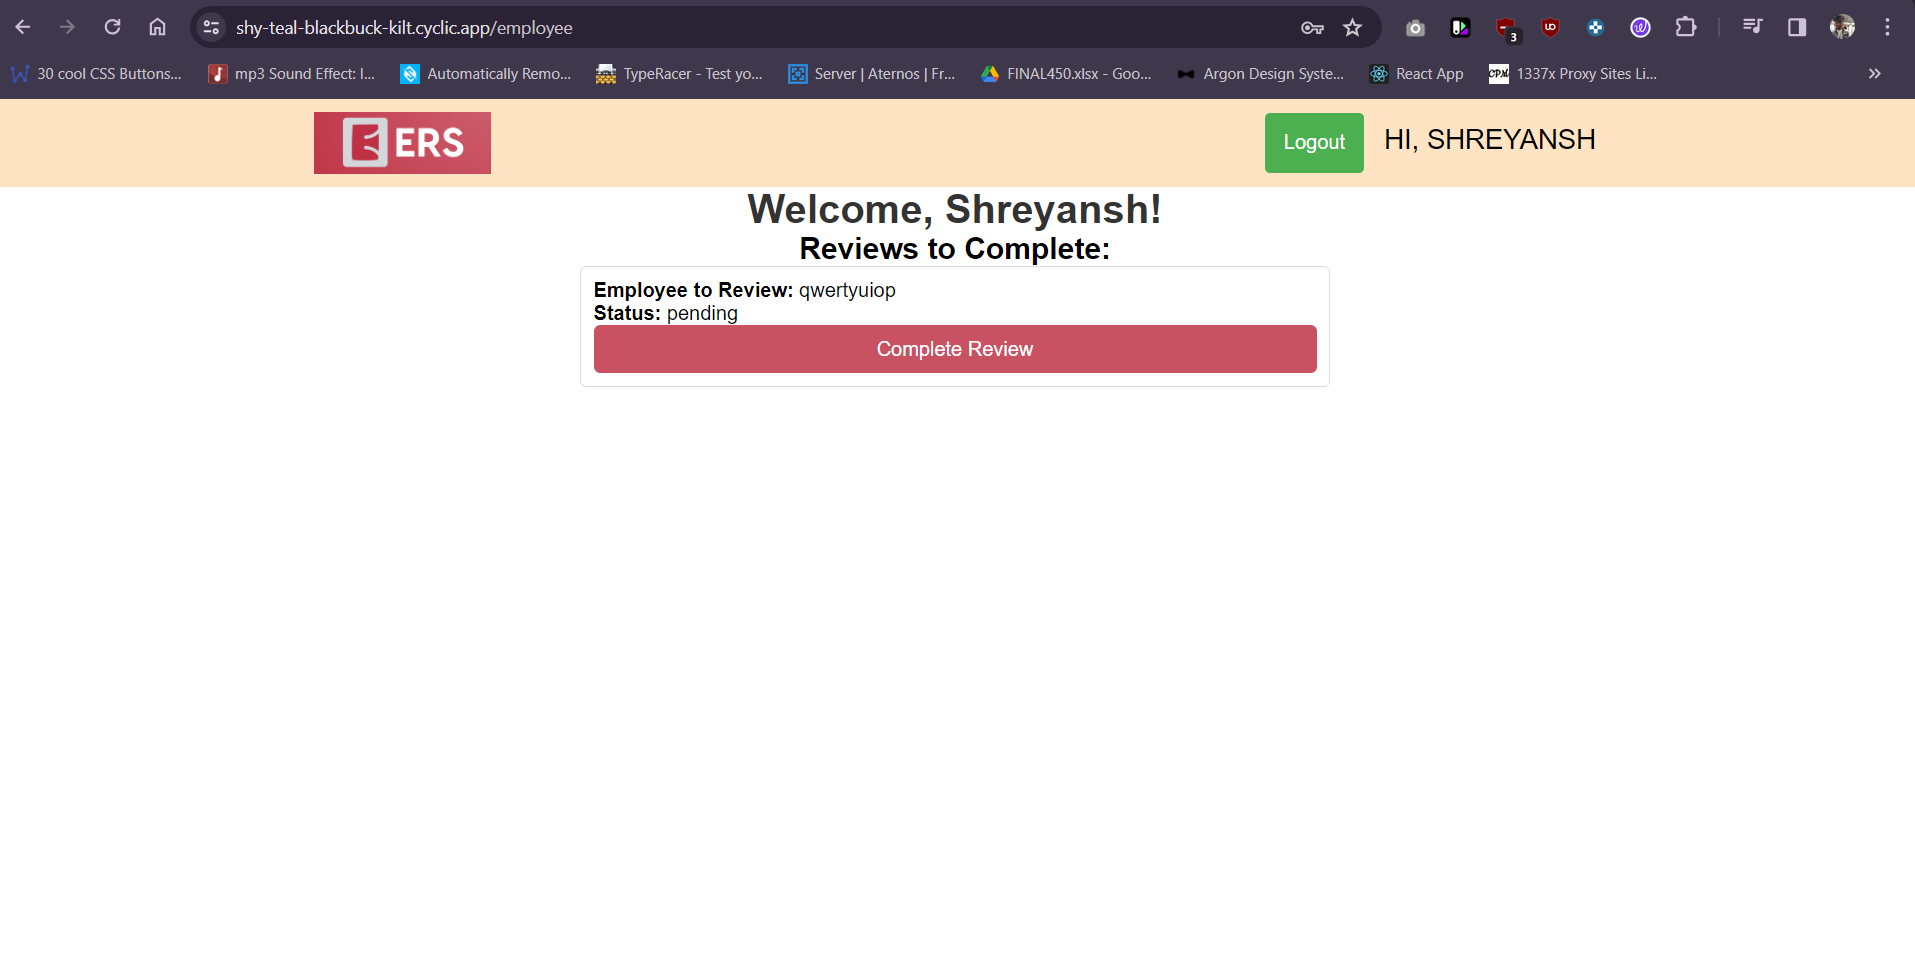 shy-teal-blackbuck-kilt.cyclic.app/employee
3
30 cool CSS Buttons...
mp3 Sound Effect: I...
Automatically Remo...
TypeRacer - Test yo...
Server | Aternos | Fr...
FINAL450.xlsx - Goo...
Argon Design Syste...
React App
CPM
1337x Proxy Sites Li...
ERS
Logout
HI, SHREYANSH
Welcome, Shreyansh!
Reviews to Complete:
Employee to Review: qwertyuiop
Status: pending
Complete Review